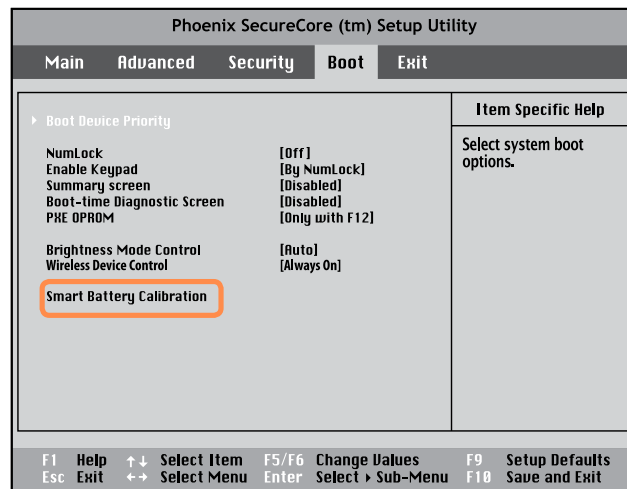 Phoenix SecureCore (tm) Setup Utility
Main Advanced Security Boot Exit
▸ Boot Device Priority
NumLock [Off]
Enable Keypad [By NumLock]
Summary screen [Disabled]
Boot-time Diagnostic Screen [Disabled]
PXE OPROM [Only with F12]
Brightness Mode Control [Auto]
Wireless Device Control [Always On]
Smart Battery Calibration
Item Specific Help
Select system boot
options.
F1 Help ↑↓ Select Item F5/F6 Change Values F9 Setup Defaults
Esc Exit ←→ Select Menu Enter Select ▸ Sub-Menu F10 Save and Exit